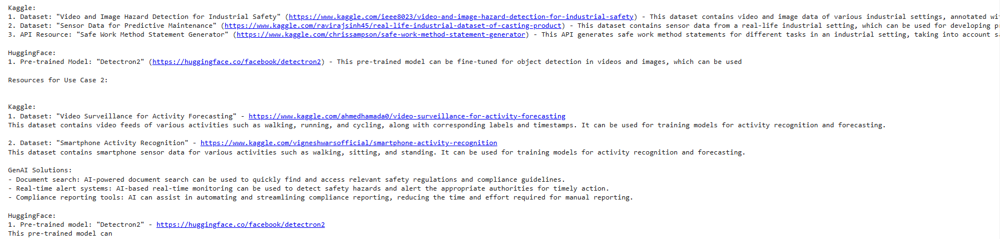 Kaggle:
1. Dataset: "Video and Image Hazard Detection for Industrial Safety" (https://www.kaggle.com/ieee8023/video-and-image-hazard-detection-for-industrial-safety) - This dataset contains video and image data of various industrial settings, annotated wi
2. Dataset: "Sensor Data for Predictive Maintenance" (https://www.kaggle.com/ravirajsinh45/real-life-industrial-dataset-of-casting-product) - This dataset contains sensor data from a real-life industrial setting, which can be used for developing p
3. API Resource: "Safe Work Method Statement Generator" (https://www.kaggle.com/chrissampson/safe-work-method-statement-generator) - This API generates safe work method statements for different tasks in an industrial setting, taking into account s
HuggingFace:
1. Pre-trained Model: "Detectron2" (https://huggingface.co/facebook/detectron2) - This pre-trained model can be fine-tuned for object detection in videos and images, which can be used
Resources for Use Case 2:
Kaggle:
1. Dataset: "Video Surveillance for Activity Forecasting" - https://www.kaggle.com/ahmedhamada0/video-surveillance-for-activity-forecasting
This dataset contains video feeds of various activities such as walking, running, and cycling, along with corresponding labels and timestamps. It can be used for training models for activity recognition and forecasting.
2. Dataset: "Smartphone Activity Recognition" - https://www.kaggle.com/vigneshwarsofficial/smartphone-activity-recognition
This dataset contains smartphone sensor data for various activities such as walking, sitting, and standing. It can be used for training models for activity recognition and forecasting.
GenAI Solutions:
- Document search: AI-powered document search can be used to quickly find and access relevant safety regulations and compliance guidelines.
- Real-time alert systems: AI-based real-time monitoring can be used to detect safety hazards and alert the appropriate authorities for timely action.
- Compliance reporting tools: AI can assist in automating and streamlining compliance reporting, reducing the time and effort required for manual reporting.
HuggingFace:
1. Pre-trained model: "Detectron2" - https://huggingface.co/facebook/detectron2
This pre-trained model can